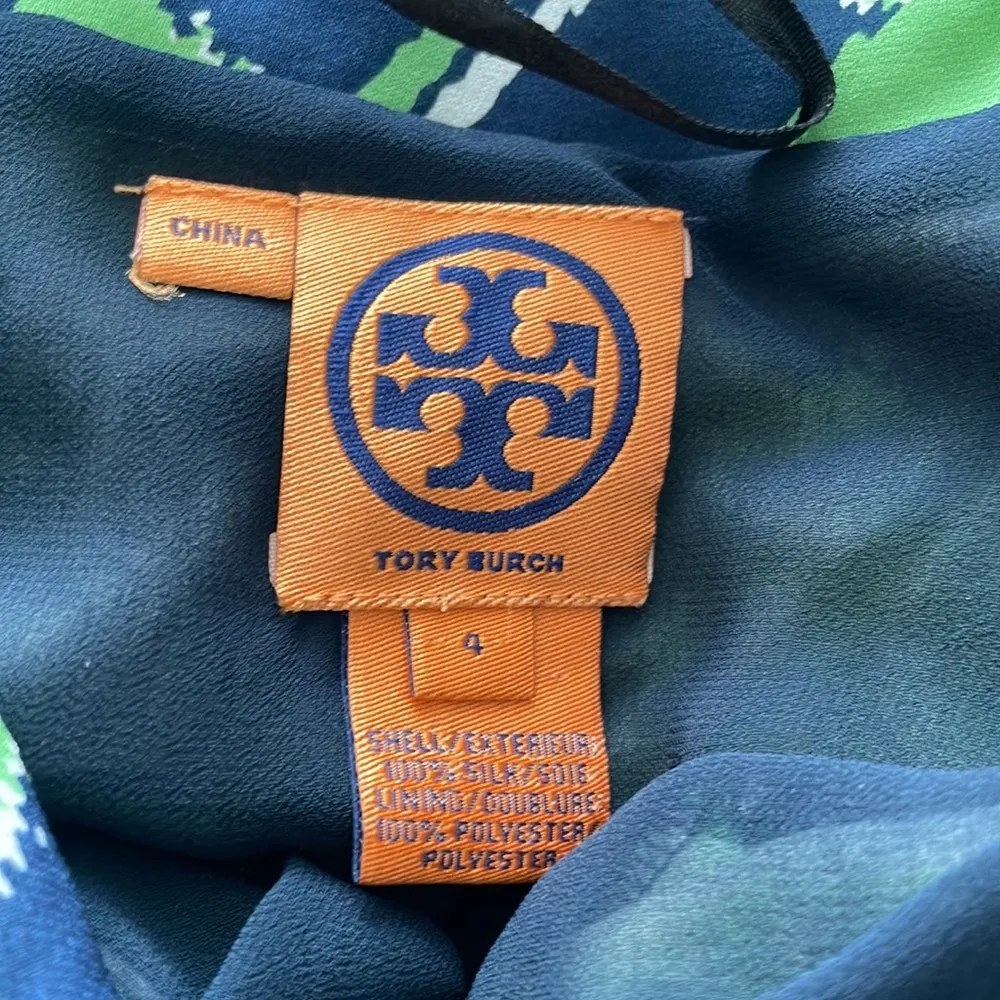 CHINA
TORY BURCH
4
SHELL/EXTERIEUR
100% SILK/SOIE
LINING/DOUBLURE
100% POLYESTER/
POLYESTER